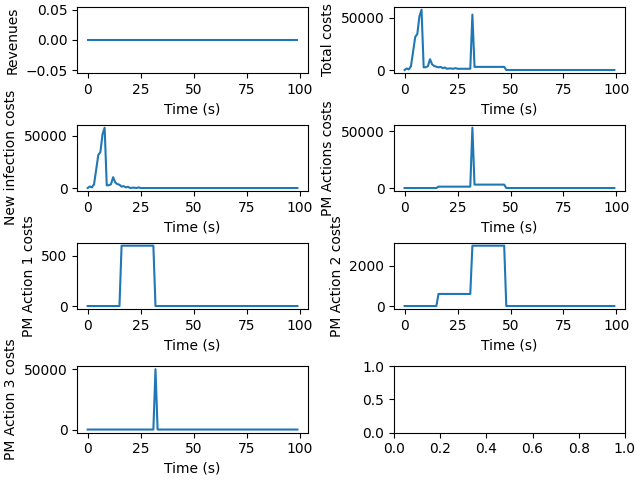 Revenues
0.05
0.00
−0.05
0 25 50 75 100
Time (s)
Total costs
50000
0
0 25 50 75 100
Time (s)
New infection costs
50000
0
0 25 50 75 100
Time (s)
PM Actions costs
50000
0
0 25 50 75 100
Time (s)
PM Action 1 costs
500
0
0 25 50 75 100
Time (s)
PM Action 2 costs
2000
0
0 25 50 75 100
Time (s)
PM Action 3 costs
50000
0
0 25 50 75 100
Time (s)
1.0
0.5
0.0
0.0 0.2 0.4 0.6 0.8 1.0